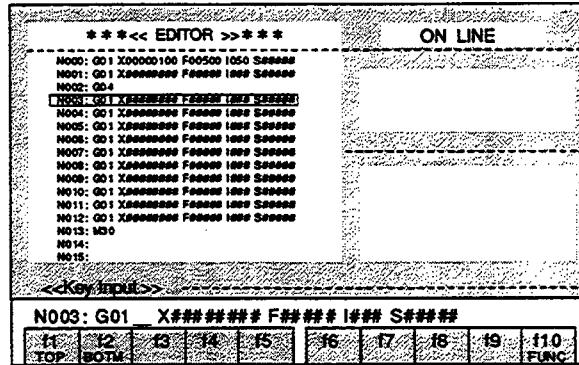 ***<< EDITOR >>***
ON LINE
N000: G01 X00000100 F00500 I050 S#####
N001: G01 X######## F##### I### S#####
N002: G04
N003: G01 X######## F##### I### S#####
N004: G01 X######## F##### I### S#####
N005: G01 X######## F##### I### S#####
N006: G01 X######## F##### I### S#####
N007: G01 X######## F##### I### S#####
N008: G01 X######## F##### I### S#####
N009: G01 X######## F##### I### S#####
N010: G01 X######## F##### I### S#####
N011: G01 X######## F##### I### S#####
N012: G01 X######## F##### I### S#####
N013: M30
N014:
N015:
<<Key Input>>
N003: G01 _ X######## F##### I### S#####
f1 f2 f3 f4 f5 f6 f7 f8 f9 f10
TOP BOTM FUNC